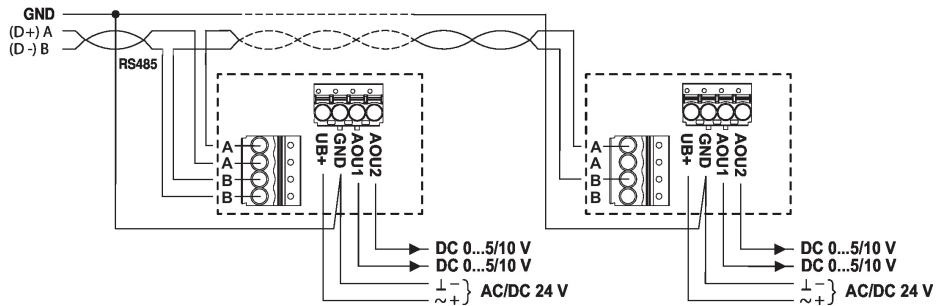 GND
(D+) A
(D-) B
RS485
UB+ GND AOU1 AOU2
A
A
B
B
DC 0...5/10 V
DC 0...5/10 V
⊥ –
~ + } AC/DC 24 V
UB+ GND AOU1 AOU2
A
A
B
B
DC 0...5/10 V
DC 0...5/10 V
⊥ –
~ + } AC/DC 24 V